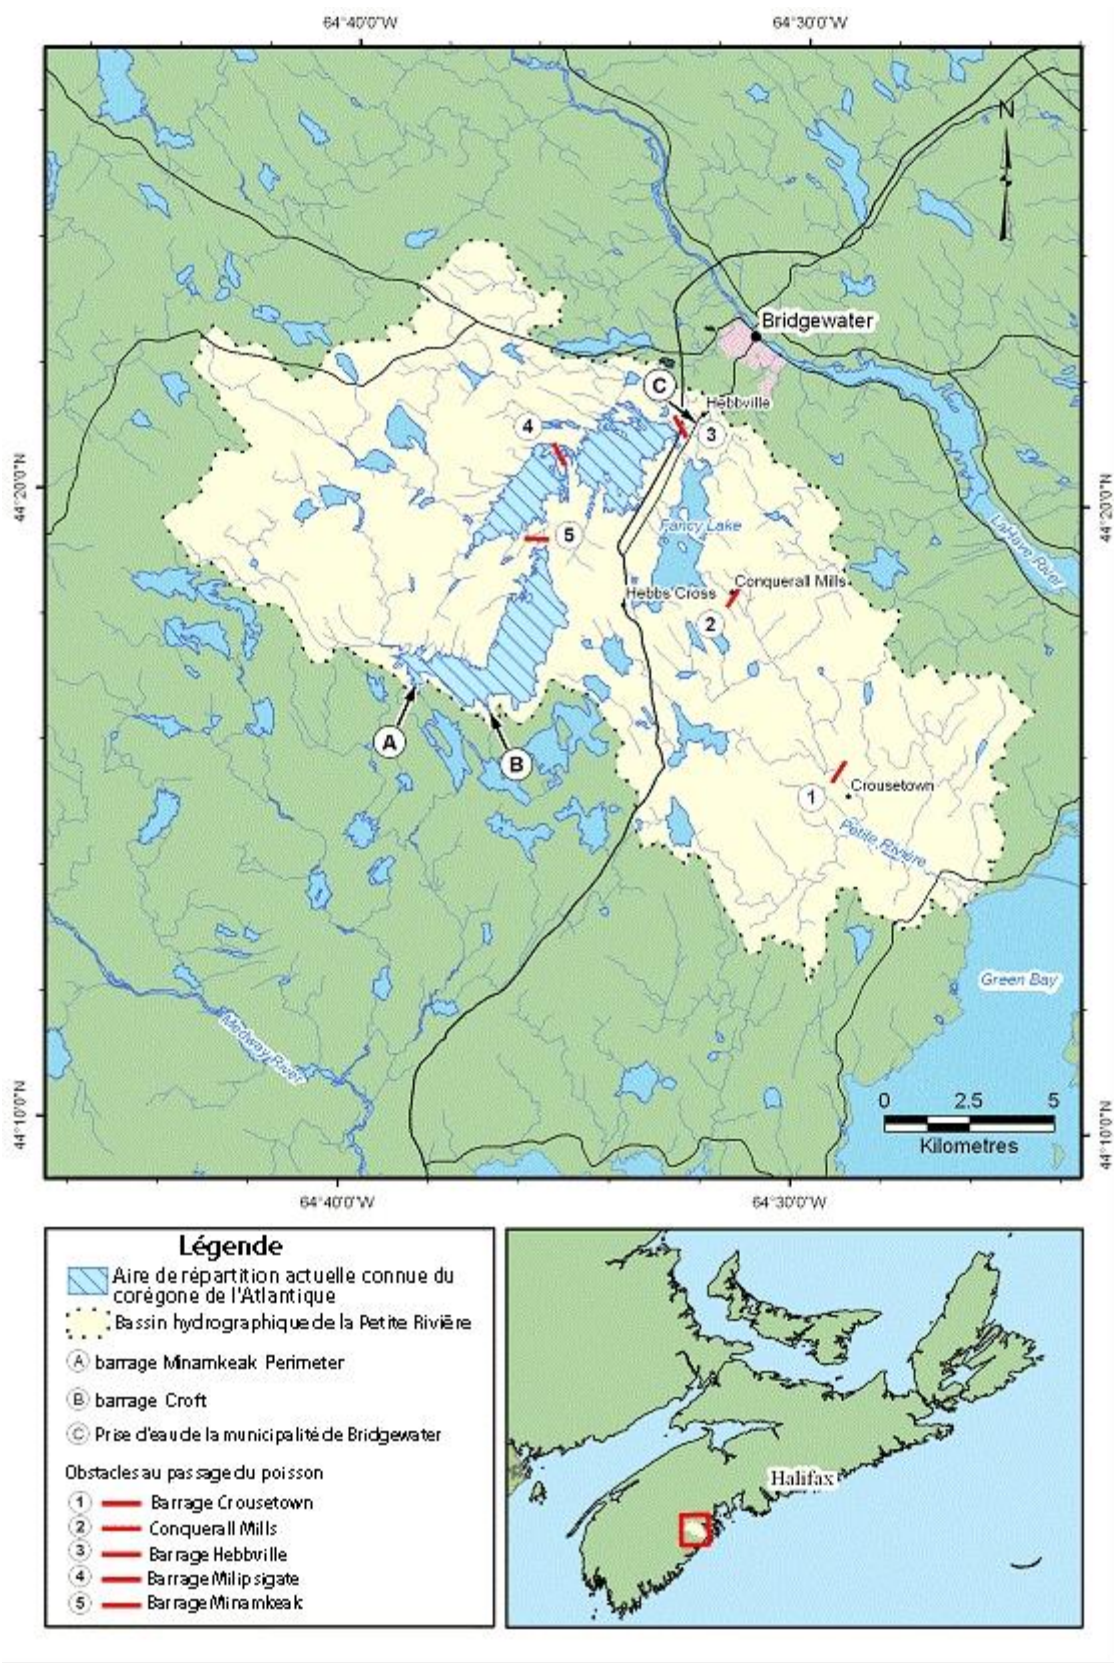 64°40'0"W
64°30'0"W
N
Bridgewater
C
Hebbville
4
3
44°20'0"N
44°20'0"N
Fancy Lake
5
LaHave River
Conquerall Mills
Hebbs Cross
2
A
B
1
Crousetown
Petite Rivière
Green Bay
Medway River
0 2.5 5
Kilometres
44°10'0"N
44°10'0"N
64°40'0"W
64°30'0"W
Légende
Aire de répartition actuelle connue du
corégone de l'Atlantique
Bassin hydrographique de la Petite Rivière
A barrage Minamkeak Perimeter
B barrage Croft
C Prise d'eau de la municipalité de Bridgewater
Obstacles au passage du poisson
1 Barrage Crousetown
2 Conquerall Mills
3 Barrage Hebbville
4 Barrage Milipsigate
5 Barrage Minamkeak
Halifax